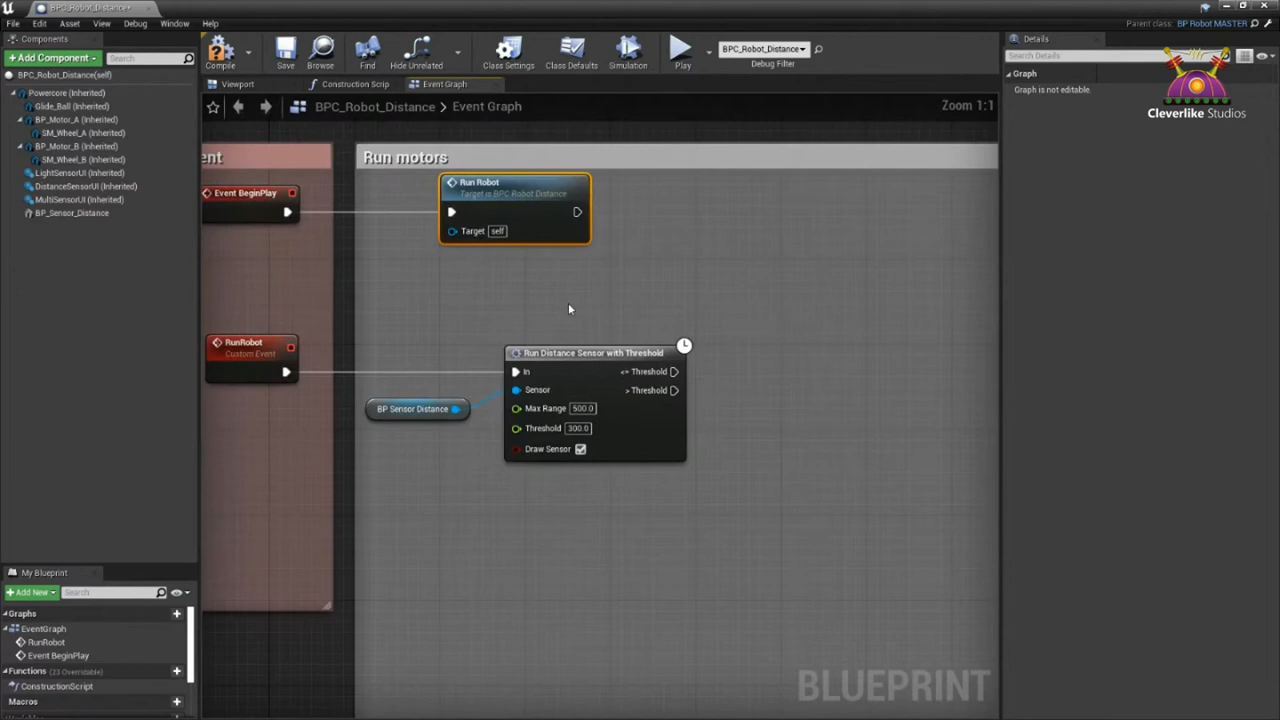 BPC_Robot_Distance*
File Edit Asset View Debug Window Help
Parent class: BP Robot MASTER
Components
+Add Component
Search
BPC_Robot_Distance(self)
Powercore (Inherited)
Glide_Ball (Inherited)
BP_Motor_A (Inherited)
SM_Wheel_A (Inherited)
BP_Motor_B (Inherited)
SM_Wheel_B (Inherited)
LightSensorUI (Inherited)
DistanceSensorUI (Inherited)
MultiSensorUI (Inherited)
BP_Sensor_Distance
My Blueprint
+Add New
Search
Graphs
EventGraph
RunRobot
Event BeginPlay
Functions (23 Overridable)
ConstructionScript
Macros
Compile
Save
Browse
Find
Hide Unrelated
Class Settings
Class Defaults
Simulation
Play
BPC_Robot_Distance
Debug Filter
Viewport
Construction Scrip
Event Graph
BPC_Robot_Distance
Event Graph
Zoom 1:1
ent
Run motors
Event BeginPlay
Run Robot
Target is BPC Robot Distance
Target self
RunRobot
Custom Event
BP Sensor Distance
Run Distance Sensor with Threshold
In
<= Threshold
Sensor
> Threshold
Max Range 500.0
Threshold 300.0
Draw Sensor
BLUEPRINT
Details
Search Details
Graph
Graph is not editable
Cleverlike Studios